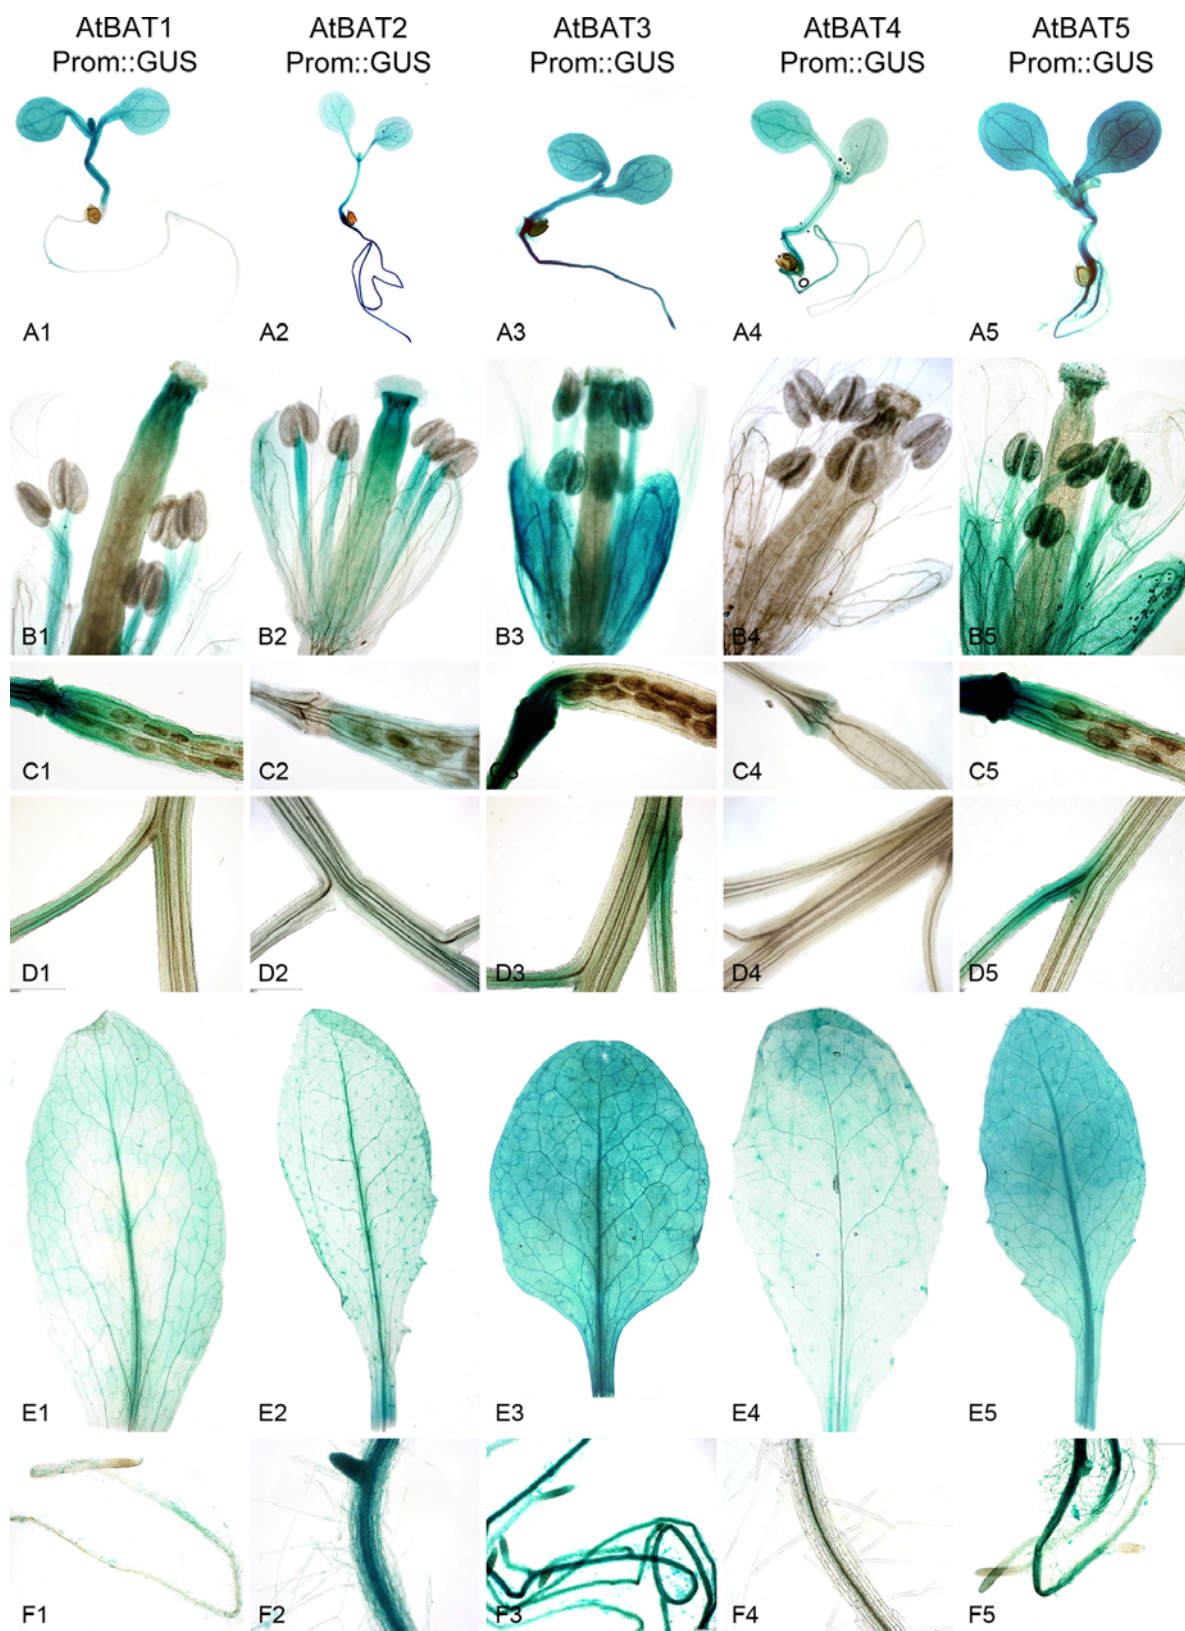 AtBAT1 AtBAT2 AtBAT3 AtBAT4 AtBAT5
Prom::GUS Prom::GUS Prom::GUS Prom::GUS Prom::GUS
A1 A2 A3 A4 A5
B1 B2 B3 B4 B5
C1 C2 C3 C4 C5
D1 D2 D3 D4 D5
E1 E2 E3 E4 E5
F1 F2 F3 F4 F5